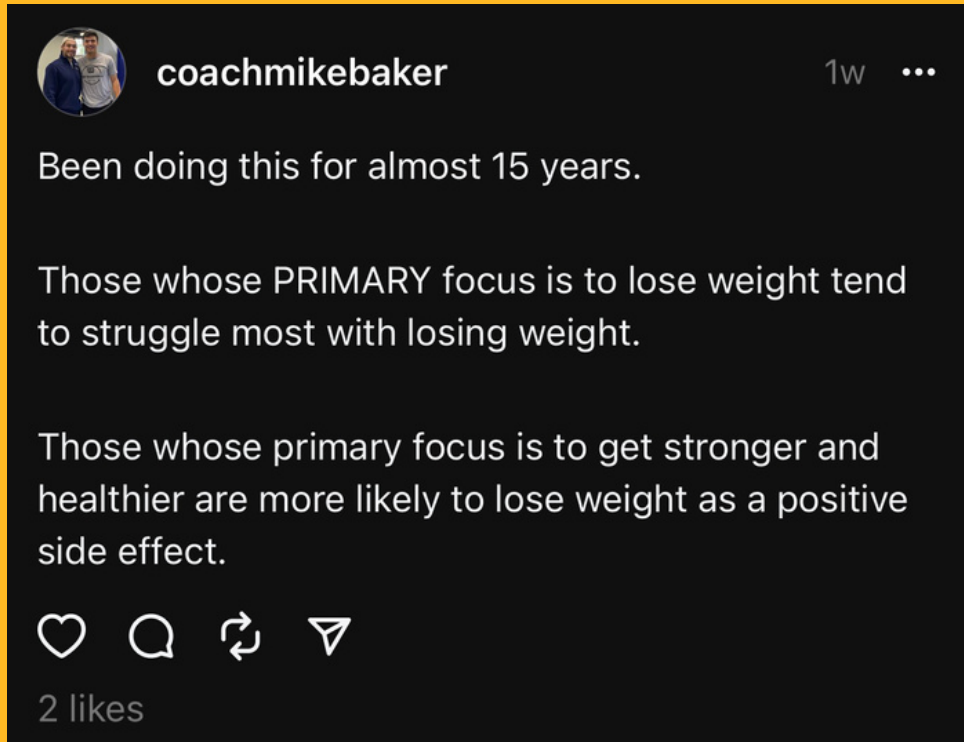 coachmikebaker
1w
Been doing this for almost 15 years.
Those whose PRIMARY focus is to lose weight tend
to struggle most with losing weight.
Those whose primary focus is to get stronger and
healthier are more likely to lose weight as a positive
side effect.
2 likes